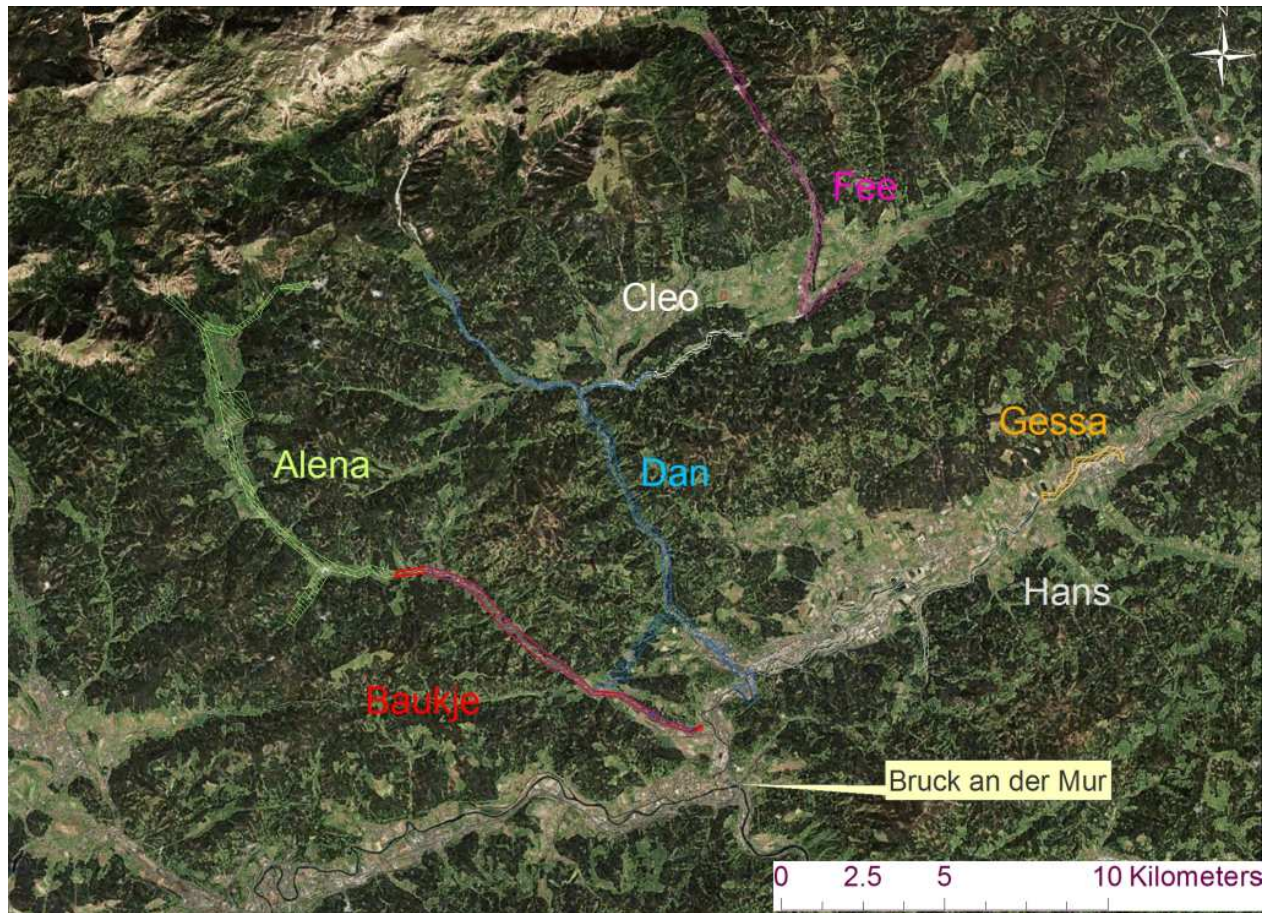 N
Fee
Cleo
Gessa
Alena
Dan
Hans
Baukje
Bruck an der Mur
0 2.5 5 10 Kilometers